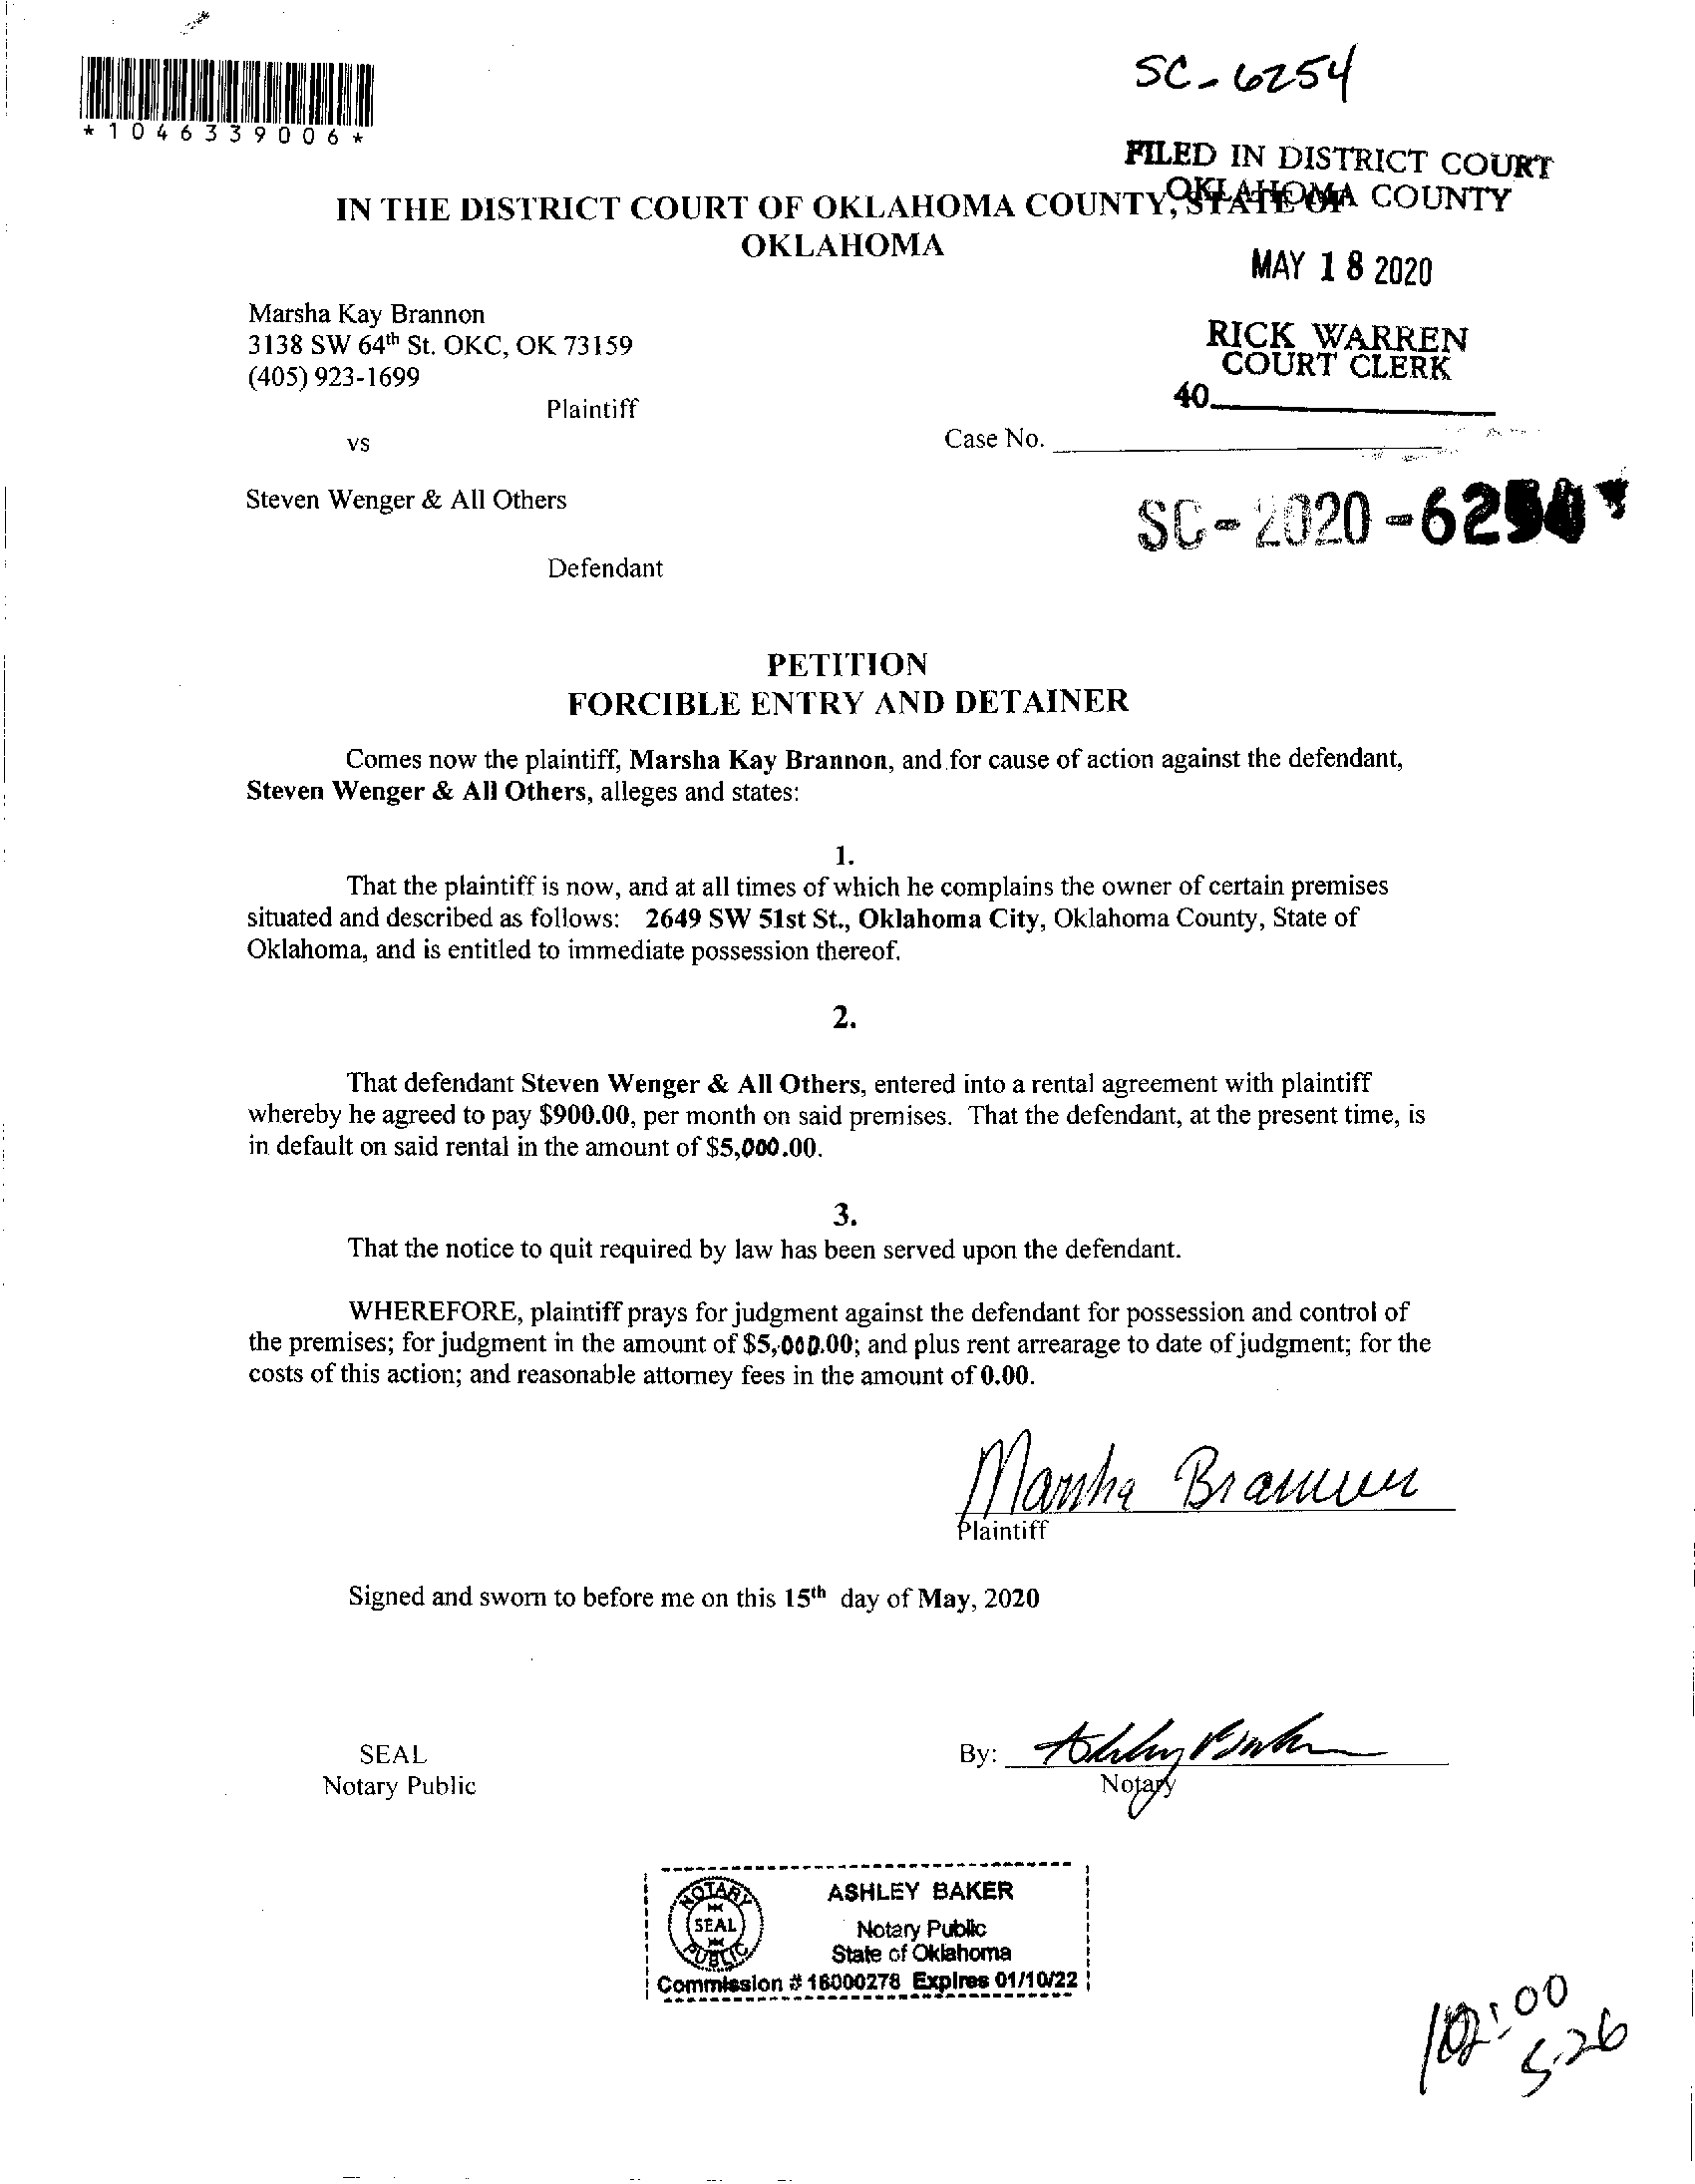 SC-6254
*1046339006*
FILED IN DISTRICT COURT
OKLAHOMA COUNTY
IN THE DISTRICT COURT OF OKLAHOMA COUNTY, STATE OF
OKLAHOMA
MAY 18 2020
Marsha Kay Brannon
3138 SW 64th St. OKC, OK 73159
(405) 923-1699
RICK WARREN
COURT CLERK
40
Plaintiff
vs
Case No.
Steven Wenger & All Others
SC-2020-6254
Defendant
PETITION
FORCIBLE ENTRY AND DETAINER
Comes now the plaintiff, Marsha Kay Brannon, and for cause of action against the defendant,
Steven Wenger & All Others, alleges and states:
1.
That the plaintiff is now, and at all times of which he complains the owner of certain premises
situated and described as follows: 2649 SW 51st St., Oklahoma City, Oklahoma County, State of
Oklahoma, and is entitled to immediate possession thereof.
2.
That defendant Steven Wenger & All Others, entered into a rental agreement with plaintiff
whereby he agreed to pay $900.00, per month on said premises. That the defendant, at the present time, is
in default on said rental in the amount of $5,000.00.
3.
That the notice to quit required by law has been served upon the defendant.
WHEREFORE, plaintiff prays for judgment against the defendant for possession and control of
the premises; for judgment in the amount of $5,000.00; and plus rent arrearage to date of judgment; for the
costs of this action; and reasonable attorney fees in the amount of 0.00.
Marsha Brannon
Plaintiff
Signed and sworn to before me on this 15th day of May, 2020
SEAL
Notary Public
By: Ashley Baker
Notary
NOTARY
SEAL
PUBLIC
ASHLEY BAKER
Notary Public
State of Oklahoma
Commission # 16000278 Expires 01/10/22
:00
5-26